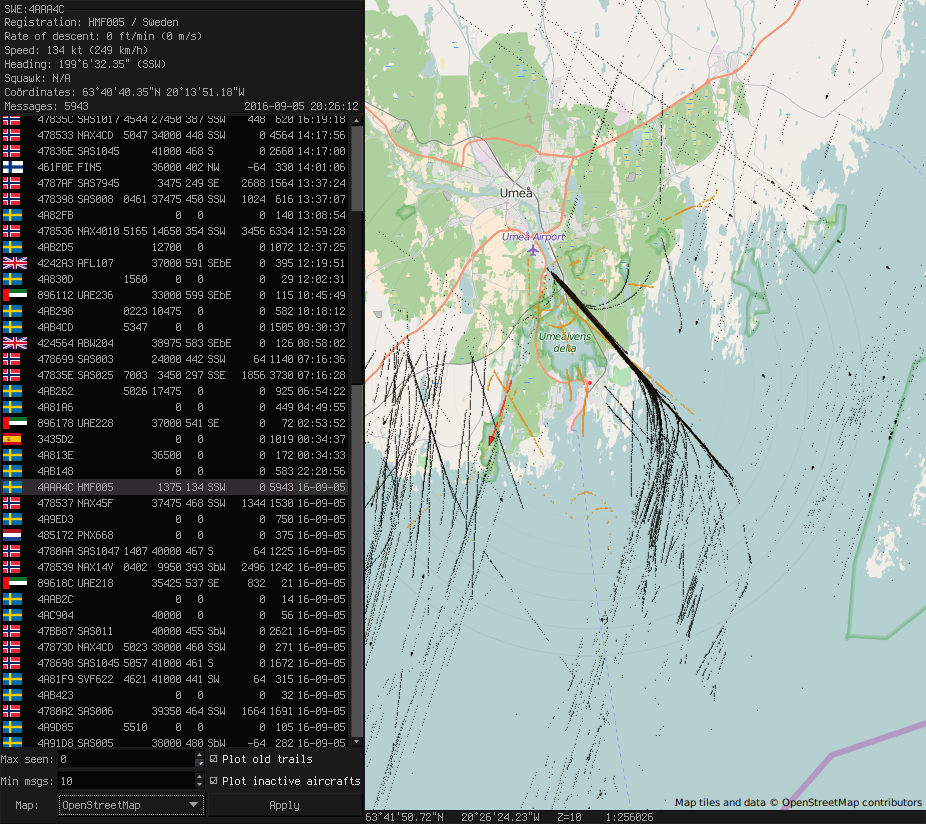 SWE:4AAA4C
Registration: HMF005 / Sweden
Rate of descent: 0 ft/min (0 m/s)
Speed: 134 kt (249 km/h)
Heading: 199°6'32.35" (SSW)
Squawk: N/A
Coördinates: 63°40'40.35"N 20°13'51.18"W
Messages: 5943 2016-09-05 20:26:12
47835C SAS1017 4544 27450 387 SSW 448 620 16:19:18
478533 NAX4CD 5047 34000 448 SSW 0 4564 14:17:56
47836E SAS1045 41000 468 S 0 2660 14:17:00
461F0E FIN5 36000 402 NW -64 330 14:01:06
4787AF SAS7945 3475 249 SE 2688 1564 13:37:24
478398 SAS008 0461 37475 450 SSW 1024 616 13:37:07
4A82FB 0 0 0 140 13:08:54
478536 NAX4010 5165 14650 354 SSW 3456 6334 12:59:28
4AB2D5 12700 0 0 1072 12:37:25
4242A3 AFL107 37000 591 SEbE 0 395 12:19:51
4A830D 1560 0 0 0 29 12:02:31
896112 UAE236 33000 599 SEbE 0 115 10:45:49
4AB298 0223 10475 0 0 582 10:18:12
4AB4CD 5347 0 0 0 1505 09:30:37
424564 ABW204 38975 583 SEbE 0 126 08:58:02
478699 SAS003 24000 442 SSW 64 1140 07:16:36
47835E SAS025 7003 3450 297 SSE 1856 3730 07:16:28
4AB262 5026 17475 0 0 925 06:54:22
4A81A6 0 0 0 449 04:49:55
896178 UAE228 37000 541 SE 0 72 02:53:52
3435D2 0 0 0 1019 00:34:37
4A813E 36500 0 0 172 00:34:33
4AB148 0 0 0 583 22:20:56
4AAA4C HMF005 1375 134 SSW 0 5943 16-09-05
478537 NAX45F 37475 468 SSW 1344 1530 16-09-05
4A9ED3 0 0 0 750 16-09-05
485172 PNX668 0 0 0 375 16-09-05
4780AA SAS1047 1407 40000 467 S 64 1225 16-09-05
478539 NAX14V 0402 9950 393 SbW 2496 1242 16-09-05
89618C UAE218 35425 537 SE 832 21 16-09-05
4AAB2C 0 0 0 14 16-09-05
4AC904 40000 0 0 56 16-09-05
47BB87 SAS011 40000 455 SbW 0 2621 16-09-05
47873D NAX4CD 5023 38000 460 SSW 0 271 16-09-05
478698 SAS1045 5057 41000 461 S 0 1672 16-09-05
4A81F9 SVF622 4621 41000 441 SW 64 315 16-09-05
4AB423 0 0 0 32 16-09-05
4780A2 SAS006 39350 464 SSW 1664 1691 16-09-05
4A9D85 5510 0 0 0 105 16-09-05
4A91D8 SAS005 38000 480 SbW -64 282 16-09-05
Max seen: 0 Plot old trails
Min msgs: 10 Plot inactive aircrafts
Map: OpenStreetMap Apply
Umeå
Umeå Airport
Umeälvens
delta
Map tiles and data © OpenStreetMap contributors
63°41'50.72"N 20°26'24.23"W Z=10 1:256026